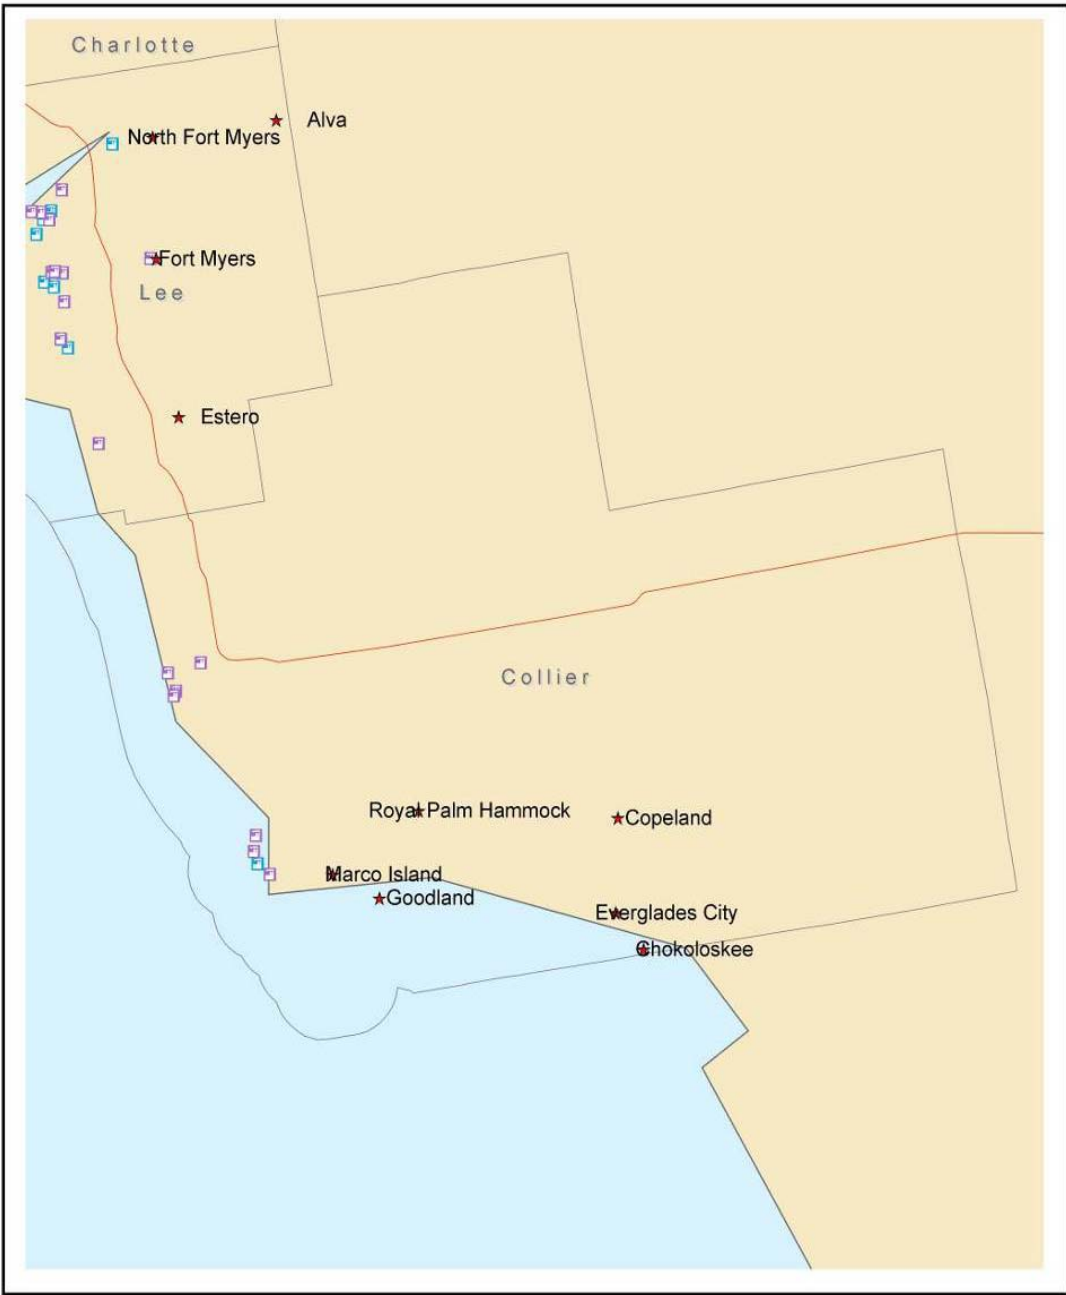 Charlotte
Alva
North Fort Myers
Fort Myers
Lee
Estero
Collier
Royal Palm Hammock
Copeland
Marco Island
Goodland
Everglades City
Chokoloskee